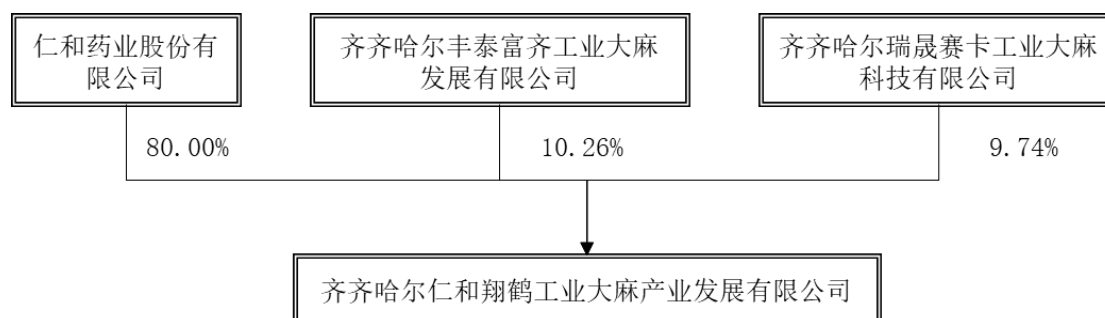 仁和药业股份有
限公司
齐齐哈尔丰泰富齐工业大麻
发展有限公司
齐齐哈尔瑞晟赛卡工业大麻
科技有限公司
80.00%
10.26%
9.74%
齐齐哈尔仁和翔鹤工业大麻产业发展有限公司